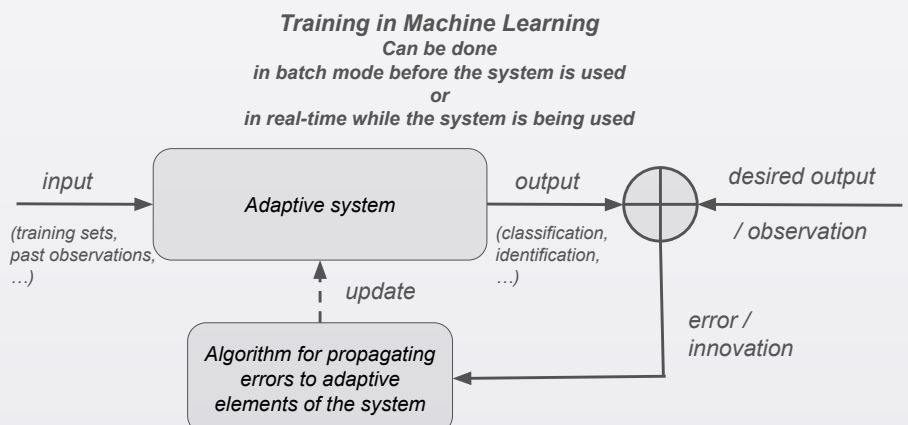 Training in Machine Learning
Can be done
in batch mode before the system is used
or
in real-time while the system is being used
input
(training sets,
past observations,
…)
Adaptive system
output
(classification,
identification,
…)
desired output
/ observation
update
error /
innovation
Algorithm for propagating
errors to adaptive
elements of the system